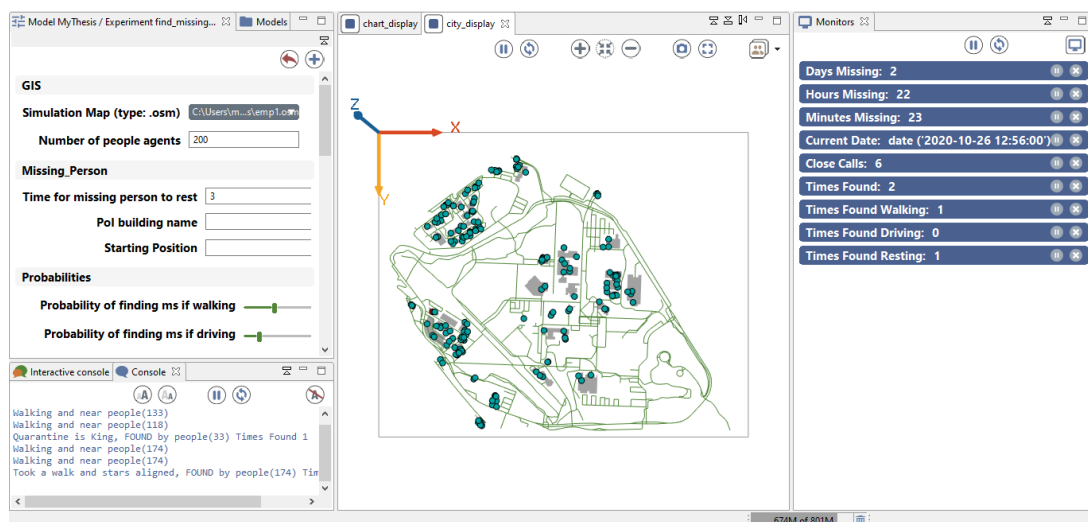 Model MyThesis / Experiment find_missing...
Models
GIS
Simulation Map (type: .osm) C:\Users\m...s\emp1.osm
Number of people agents 200
Missing_Person
Time for missing person to rest 3
PoI building name
Starting Position
Probabilities
Probability of finding ms if walking
Probability of finding ms if driving
Interactive console
Console
Walking and near people(133)
Walking and near people(118)
Quarantine is King, FOUND by people(33) Times Found 1
Walking and near people(174)
Walking and near people(174)
Took a walk and stars aligned, FOUND by people(174) Tim
chart_display
city_display
Z
X
Y
Monitors
Days Missing: 2
Hours Missing: 22
Minutes Missing: 23
Current Date: date ('2020-10-26 12:56:00')
Close Calls: 6
Times Found: 2
Times Found Walking: 1
Times Found Driving: 0
Times Found Resting: 1
674M of 801M